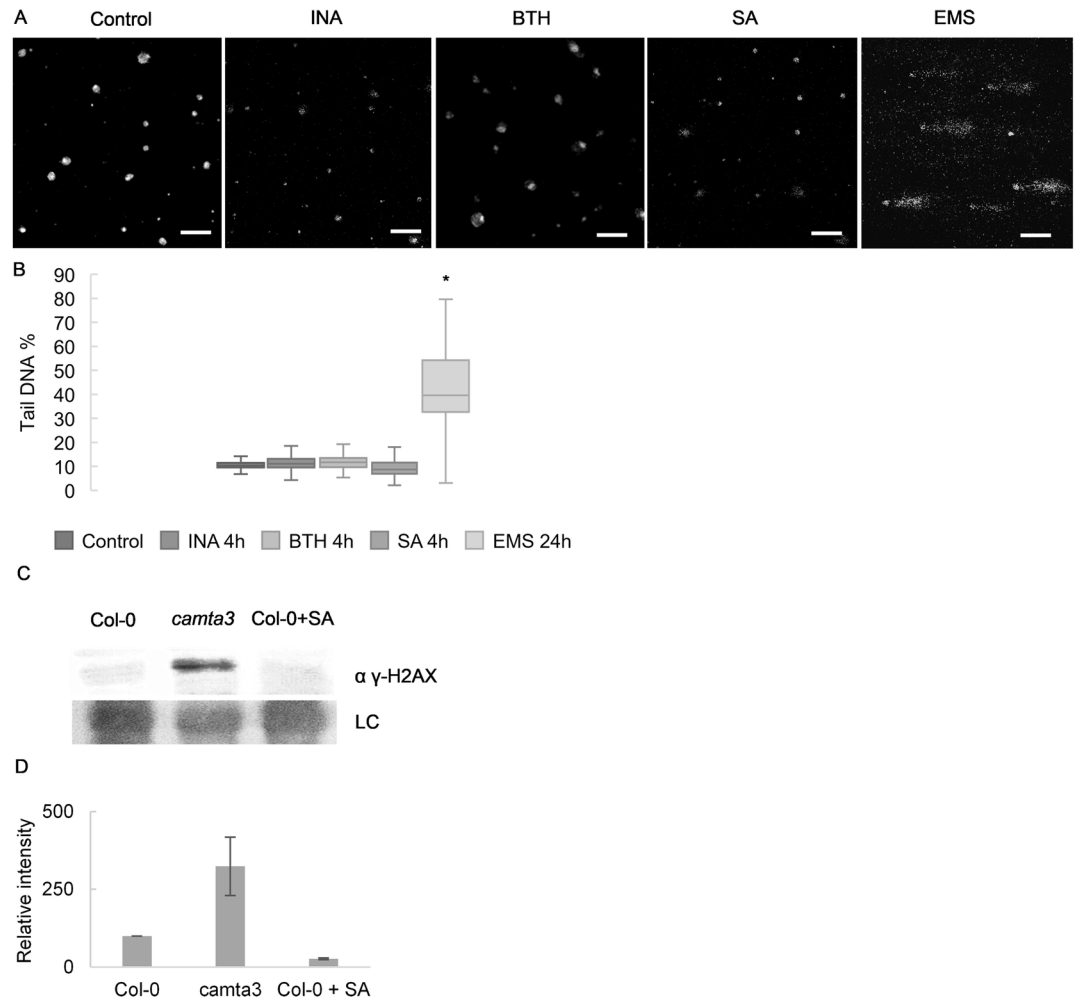 A
Control INA BTH SA EMS
B
90
80
70
60
50
40
30
20
10
0
Tail DNA %
*
Control INA 4h BTH 4h SA 4h EMS 24h
C
Col-0 camta3 Col-0+SA
α γ-H2AX
LC
D
500
250
0
Relative intensity
Col-0 camta3 Col-0 + SA